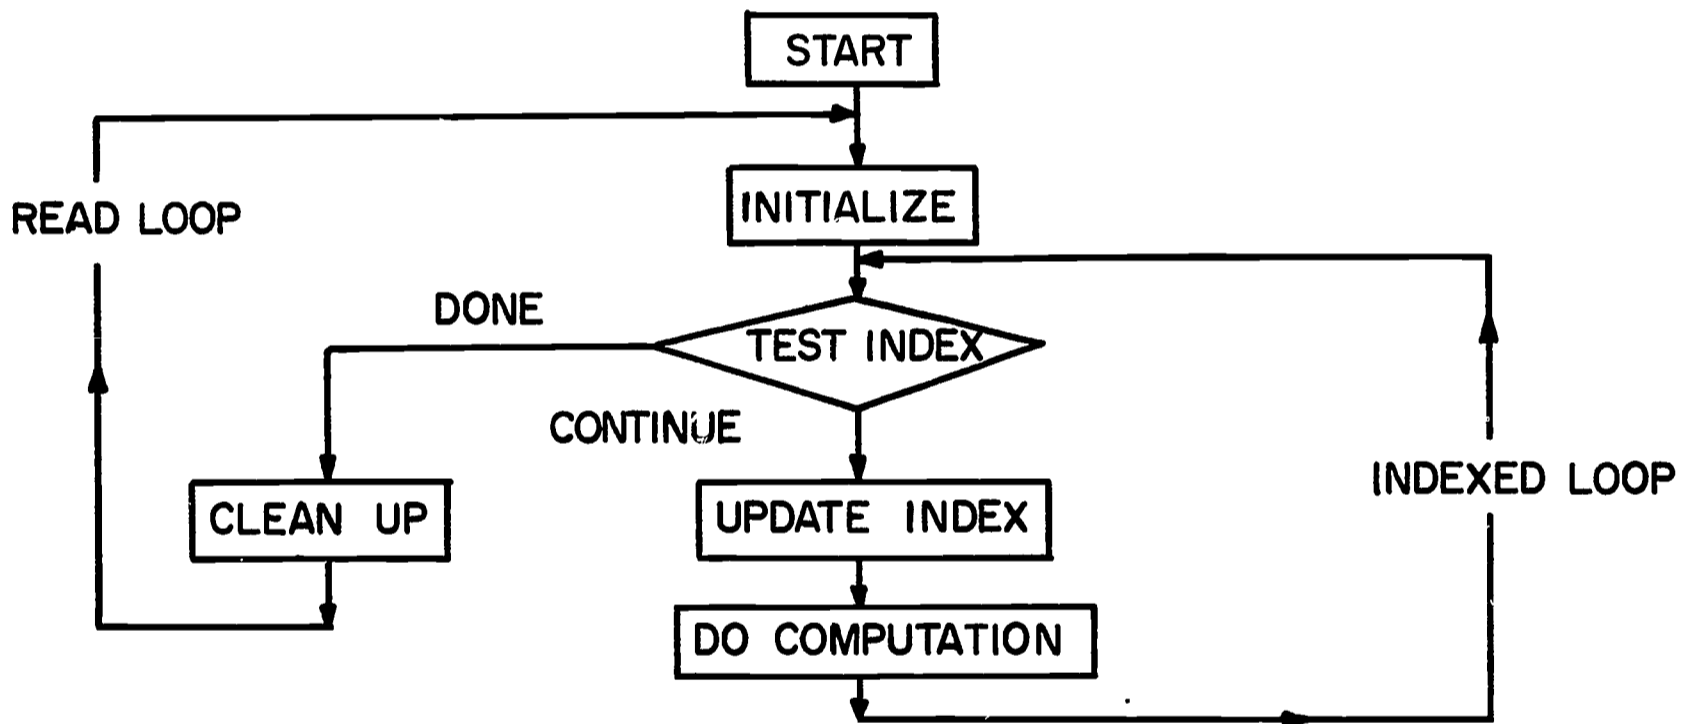 START
READ LOOP
INITIALIZE
DONE
TEST INDEX
CONTINUE
INDEXED LOOP
CLEAN UP
UPDATE INDEX
DO COMPUTATION